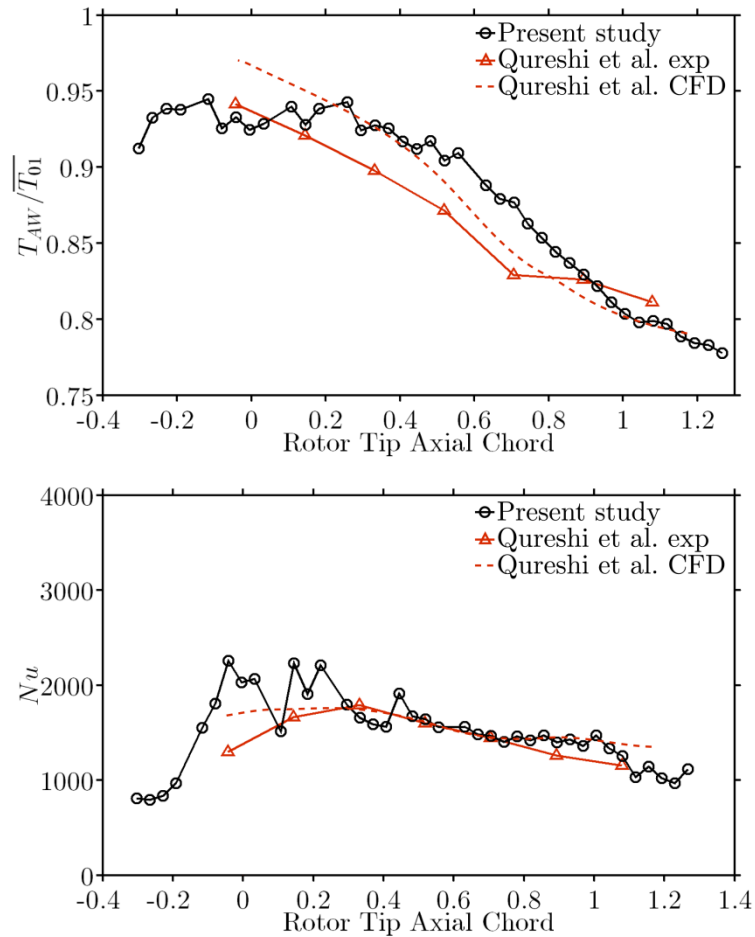 1
0.95
0.9
0.85
0.8
0.75
T_AW/T̅0̅1̅
Present study
Qureshi et al. exp
Qureshi et al. CFD
-0.4 -0.2 0 0.2 0.4 0.6 0.8 1 1.2
Rotor Tip Axial Chord
4000
3000
2000
1000
0
Nu
Present study
Qureshi et al. exp
Qureshi et al. CFD
-0.4 -0.2 0 0.2 0.4 0.6 0.8 1 1.2 1.4
Rotor Tip Axial Chord